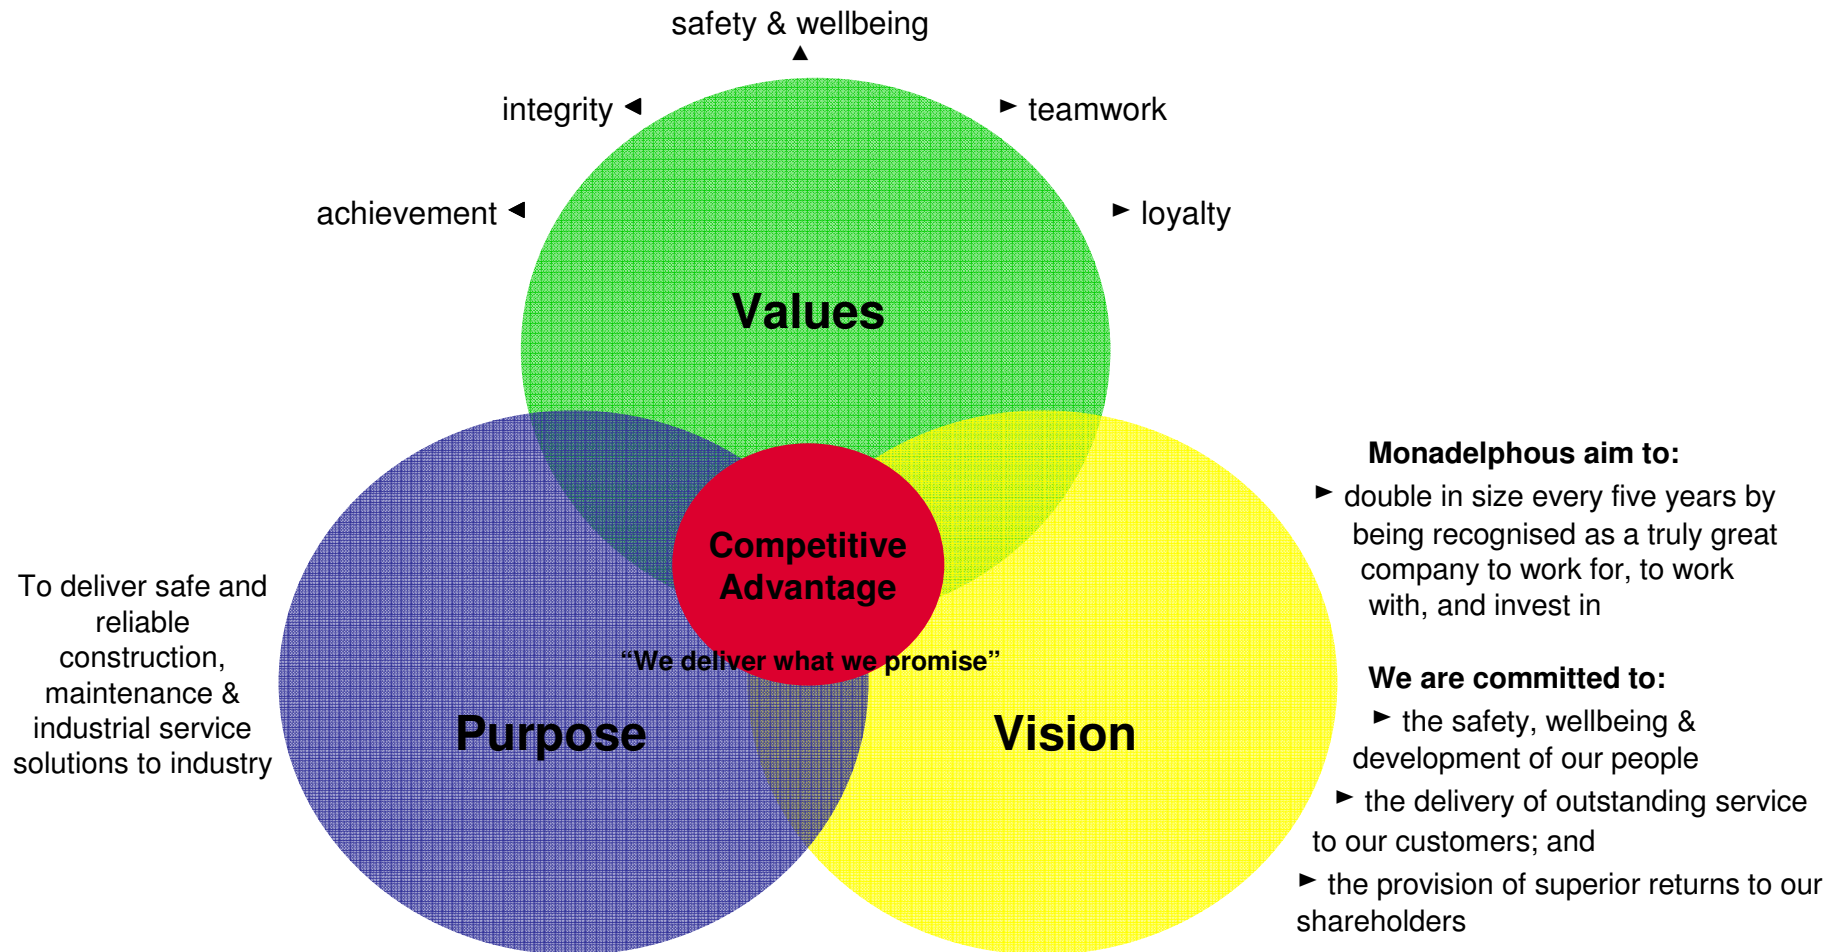 safety & wellbeing
integrity ◄
► teamwork
achievement ◄
► loyalty
Values
Competitive
Advantage
“We deliver what we promise”
Purpose
Vision
To deliver safe and
reliable
construction,
maintenance &
industrial service
solutions to industry
Monadelphous aim to:
► double in size every five years by
being recognised as a truly great
company to work for, to work
with, and invest in
We are committed to:
► the safety, wellbeing &
development of our people
► the delivery of outstanding service
to our customers; and
► the provision of superior returns to our
shareholders